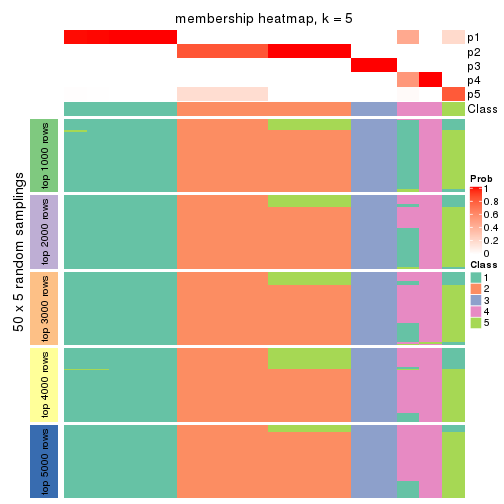 membership heatmap, k = 5
p1
p2
p3
p4
p5
Class
50 x 5 random samplings
top 1000 rows
top 2000 rows
top 3000 rows
top 4000 rows
top 5000 rows
Prob
1
0.8
0.6
0.4
0.2
0
Class
1
2
3
4
5